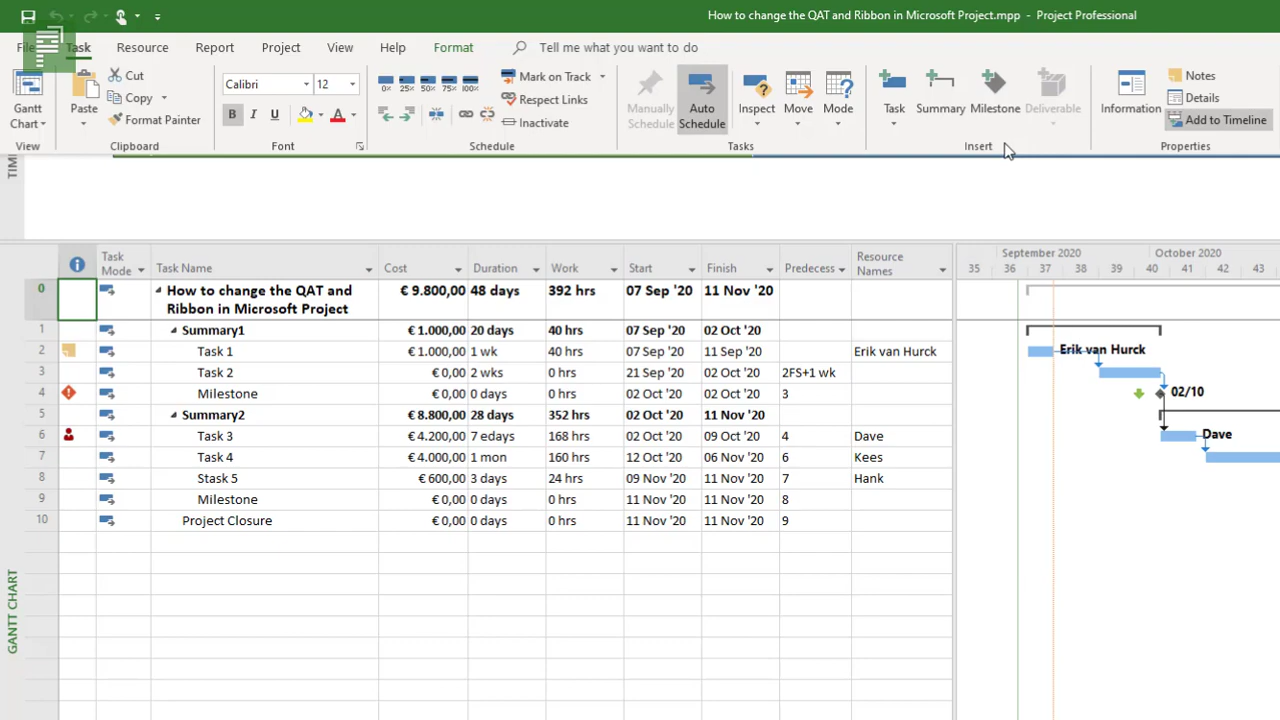 How to change the QAT and Ribbon in Microsoft Project.mpp - Project Professional
File Task Resource Report Project View Help Format Tell me what you want to do
Gantt Chart
View
Paste
Cut
Copy
Format Painter
Clipboard
Calibri 12
B I U A
Font
0% 25% 50% 75% 100%
Mark on Track
Respect Links
Inactivate
Schedule
Manually Schedule
Auto Schedule
Inspect Move Mode
Tasks
Task Summary Milestone Deliverable
Insert
Information
Notes
Details
Add to Timeline
Properties
Task Mode Task Name Cost Duration Work Start Finish Predecess Resource Names
0 How to change the QAT and Ribbon in Microsoft Project € 9.800,00 48 days 392 hrs 07 Sep '20 11 Nov '20
1 Summary1 € 1.000,00 20 days 40 hrs 07 Sep '20 02 Oct '20
2 Task 1 € 1.000,00 1 wk 40 hrs 07 Sep '20 11 Sep '20 Erik van Hurck
3 Task 2 € 0,00 2 wks 0 hrs 21 Sep '20 02 Oct '20 2FS+1 wk
4 Milestone € 0,00 0 days 0 hrs 02 Oct '20 02 Oct '20 3
5 Summary2 € 8.800,00 28 days 352 hrs 02 Oct '20 11 Nov '20
6 Task 3 € 4.200,00 7 edays 168 hrs 02 Oct '20 09 Oct '20 4 Dave
7 Task 4 € 4.000,00 1 mon 160 hrs 12 Oct '20 06 Nov '20 6 Kees
8 Stask 5 € 600,00 3 days 24 hrs 09 Nov '20 11 Nov '20 7 Hank
9 Milestone € 0,00 0 days 0 hrs 11 Nov '20 11 Nov '20 8
10 Project Closure € 0,00 0 days 0 hrs 11 Nov '20 11 Nov '20 9
September 2020 October 2020
35 36 37 38 39 40 41 42 43
Erik van Hurck
02/10
Dave
GANTT CHART